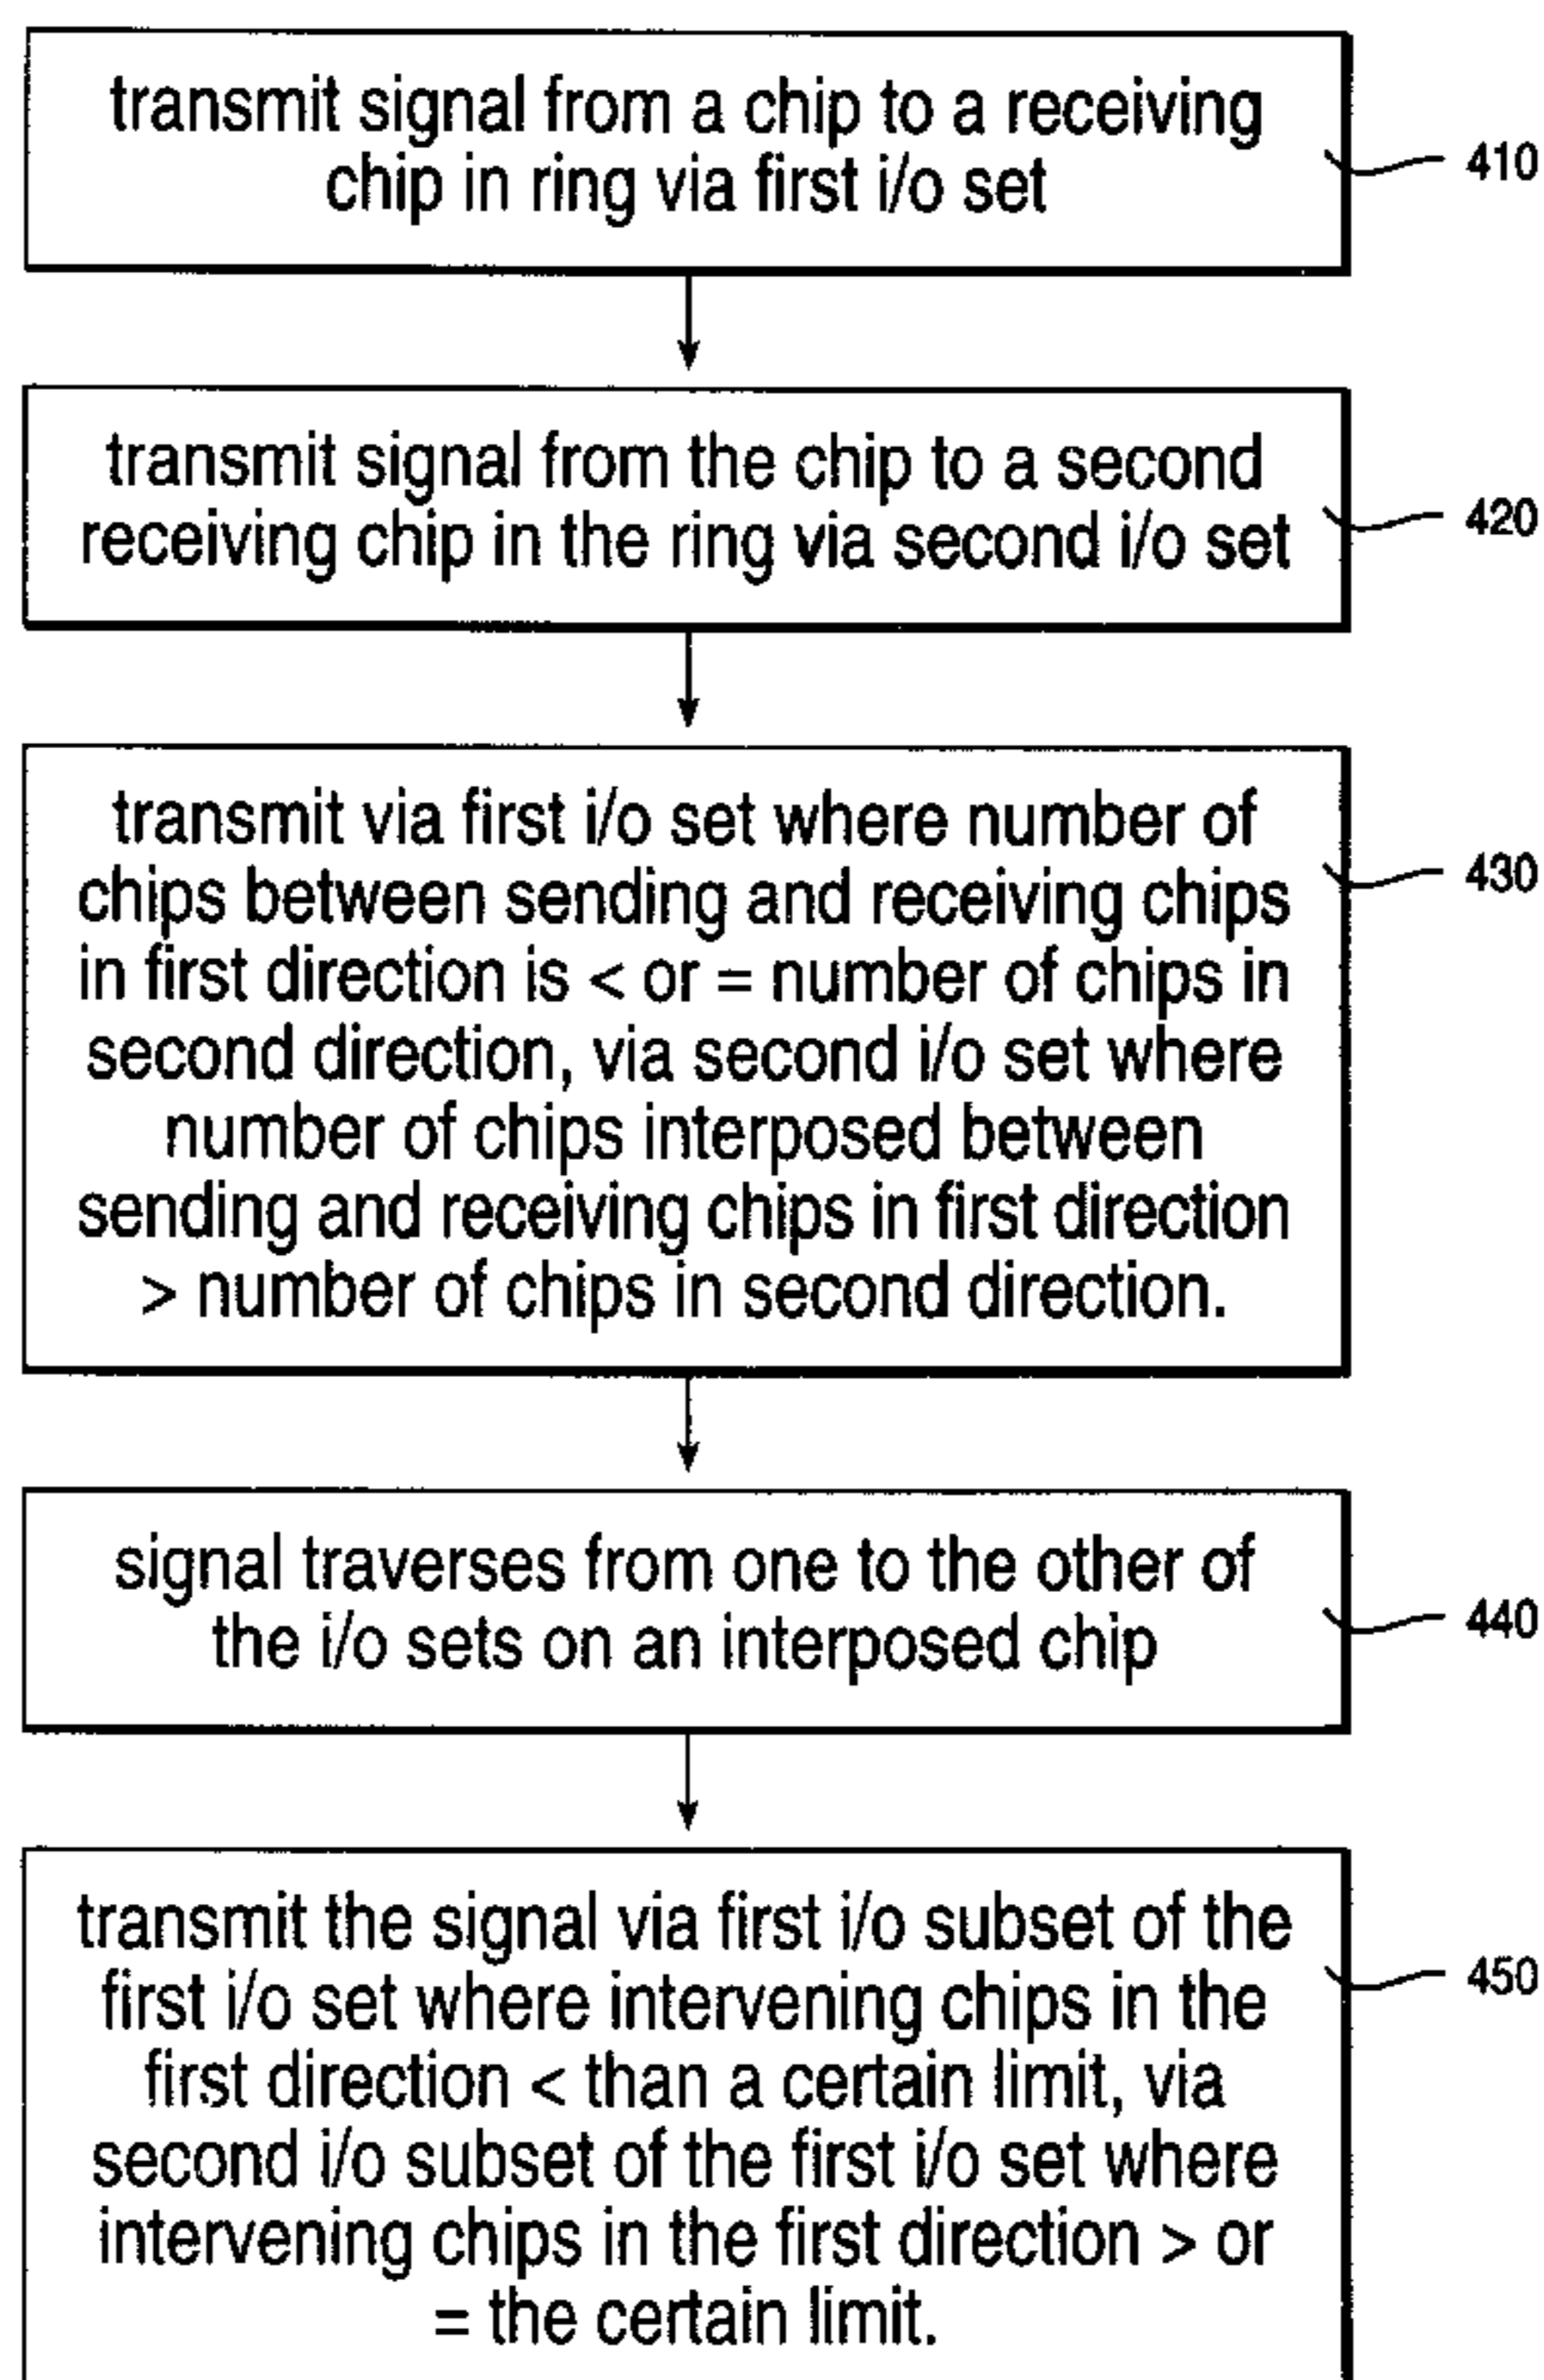 transmit signal from a chip to a receiving
chip in ring via first i/o set
410
transmit signal from the chip to a second
receiving chip in the ring via second i/o set
420
transmit via first i/o set where number of
chips between sending and receiving chips
in first direction is < or = number of chips in
second direction, via second i/o set where
number of chips interposed between
sending and receiving chips in first direction
> number of chips in second direction.
430
signal traverses from one to the other of
the i/o sets on an interposed chip
440
transmit the signal via first i/o subset of the
first i/o set where intervening chips in the
first direction < than a certain limit, via
second i/o subset of the first i/o set where
intervening chips in the first direction > or
= the certain limit.
450